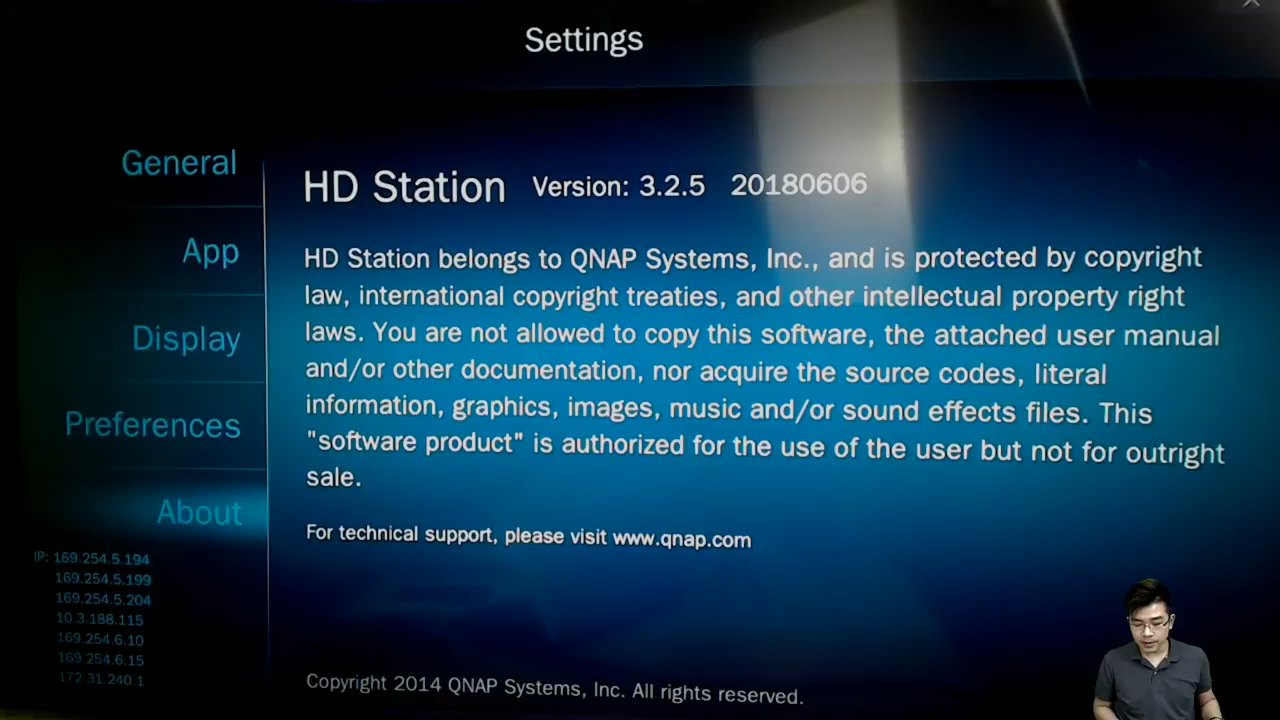 Settings
General
App
Display
Preferences
About
IP: 169.254.5.194
169.254.5.199
169.254.5.204
10.3.188.115
169.254.6.10
169.254.6.15
172.31.240.1
HD Station Version: 3.2.5 20180606
HD Station belongs to QNAP Systems, Inc., and is protected by copyright
law, international copyright treaties, and other intellectual property right
laws. You are not allowed to copy this software, the attached user manual
and/or other documentation, nor acquire the source codes, literal
information, graphics, images, music and/or sound effects files. This
"software product" is authorized for the use of the user but not for outright
sale.
For technical support, please visit www.qnap.com
Copyright 2014 QNAP Systems, Inc. All rights reserved.